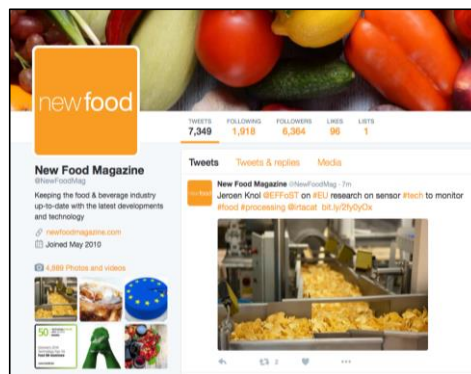 newfood
TWEETS FOLLOWING FOLLOWERS LIKES LISTS
7,349 1,918 6,364 96 1
New Food Magazine
@NewFoodMag
Keeping the food & beverage industry
up-to-date with the latest developments
and technology
newfoodmagazine.com
Joined May 2010
4,689 Photos and videos
50
Tweets Tweets & replies Media
newfood
New Food Magazine @NewFoodMag · 7m
Jeroen Knol @EFFoST on #EU research on sensor #tech to monitor
#food #processing @irtacat bit.ly/2fy0yOx
2